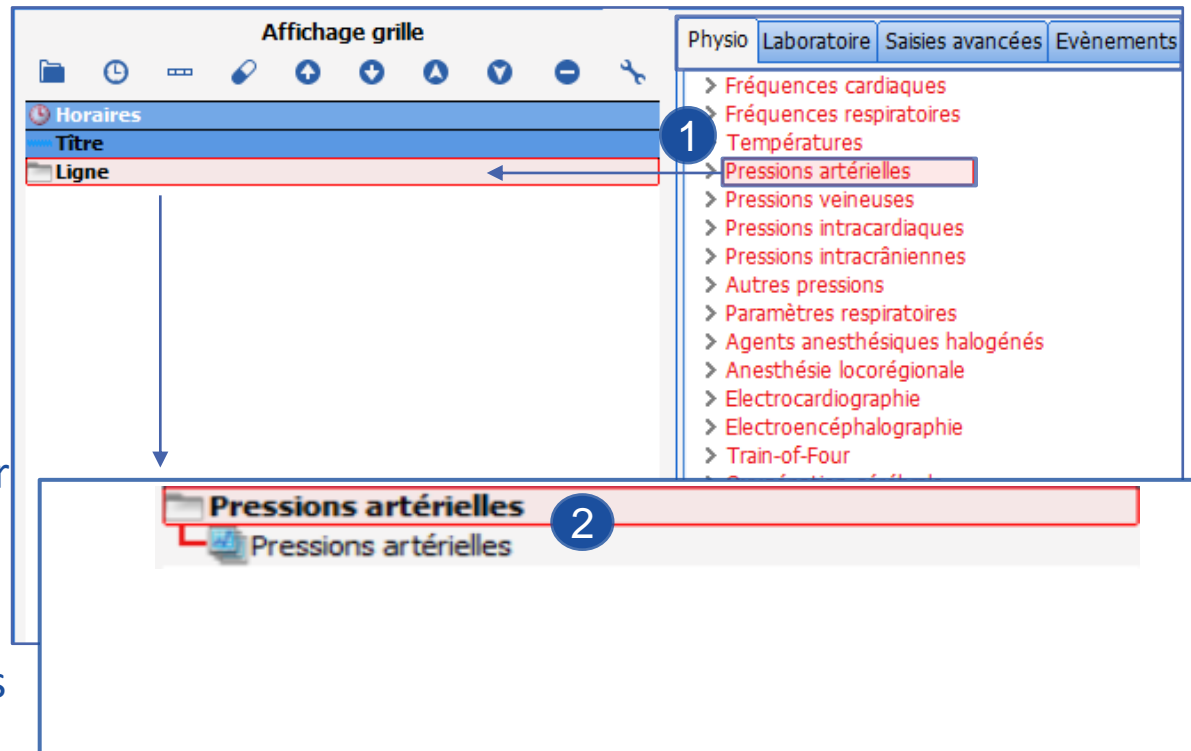 Affichage grille
Horaires
Tître
Ligne
Physio Laboratoire Saisies avancées Evènements
Fréquences cardiaques
Fréquences respiratoires
Températures
1
Pressions artérielles
Pressions veineuses
Pressions intracardiaques
Pressions intracrâniennes
Autres pressions
Paramètres respiratoires
Agents anesthésiques halogénés
Anesthésie locorégionale
Electrocardiographie
Electroencéphalographie
Train-of-Four
r
Pressions artérielles
2
Pressions artérielles
s